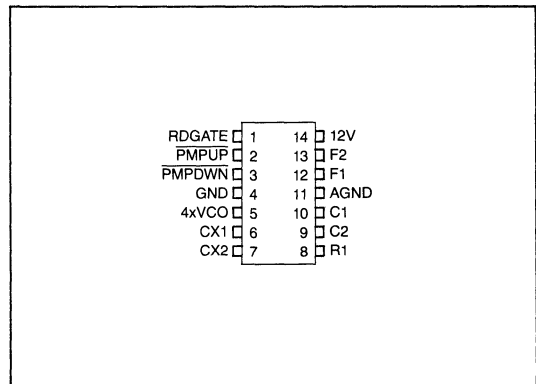 RDGATE 1 14 12V
PMPUP 2 13 F2
PMPDWN 3 12 F1
GND 4 11 AGND
4xVCO 5 10 C1
CX1 6 9 C2
CX2 7 8 R1